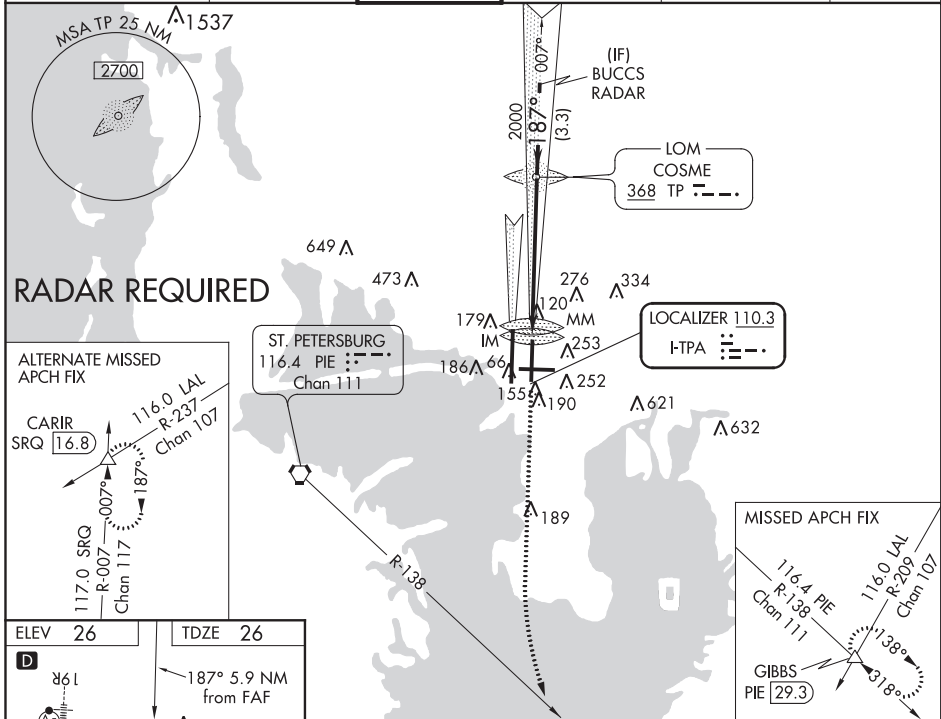 MSA TP 25 NM
1537
2700
007°
(IF)
BUCCS
RADAR
2000
187°
(3.3)
LOM
COSME
368 TP
649
473
276
334
RADAR REQUIRED
120
MM
179
IM
LOCALIZER 110.3
I-TPA
253
ST. PETERSBURG
116.4 PIE
Chan 111
186
66
252
155
190
621
632
ALTERNATE MISSED
APCH FIX
CARIR
SRQ 16.8
116.0 LAL
R-237
Chan 107
007°
187°
117.0 SRQ
R-007
Chan 117
189
R-138
MISSED APCH FIX
116.4 PIE
R-138
Chan 111
116.0 LAL
R-209
Chan 107
138°
318°
GIBBS
PIE 29.3
ELEV 26
TDZE 26
D
19R
187° 5.9 NM
from FAF